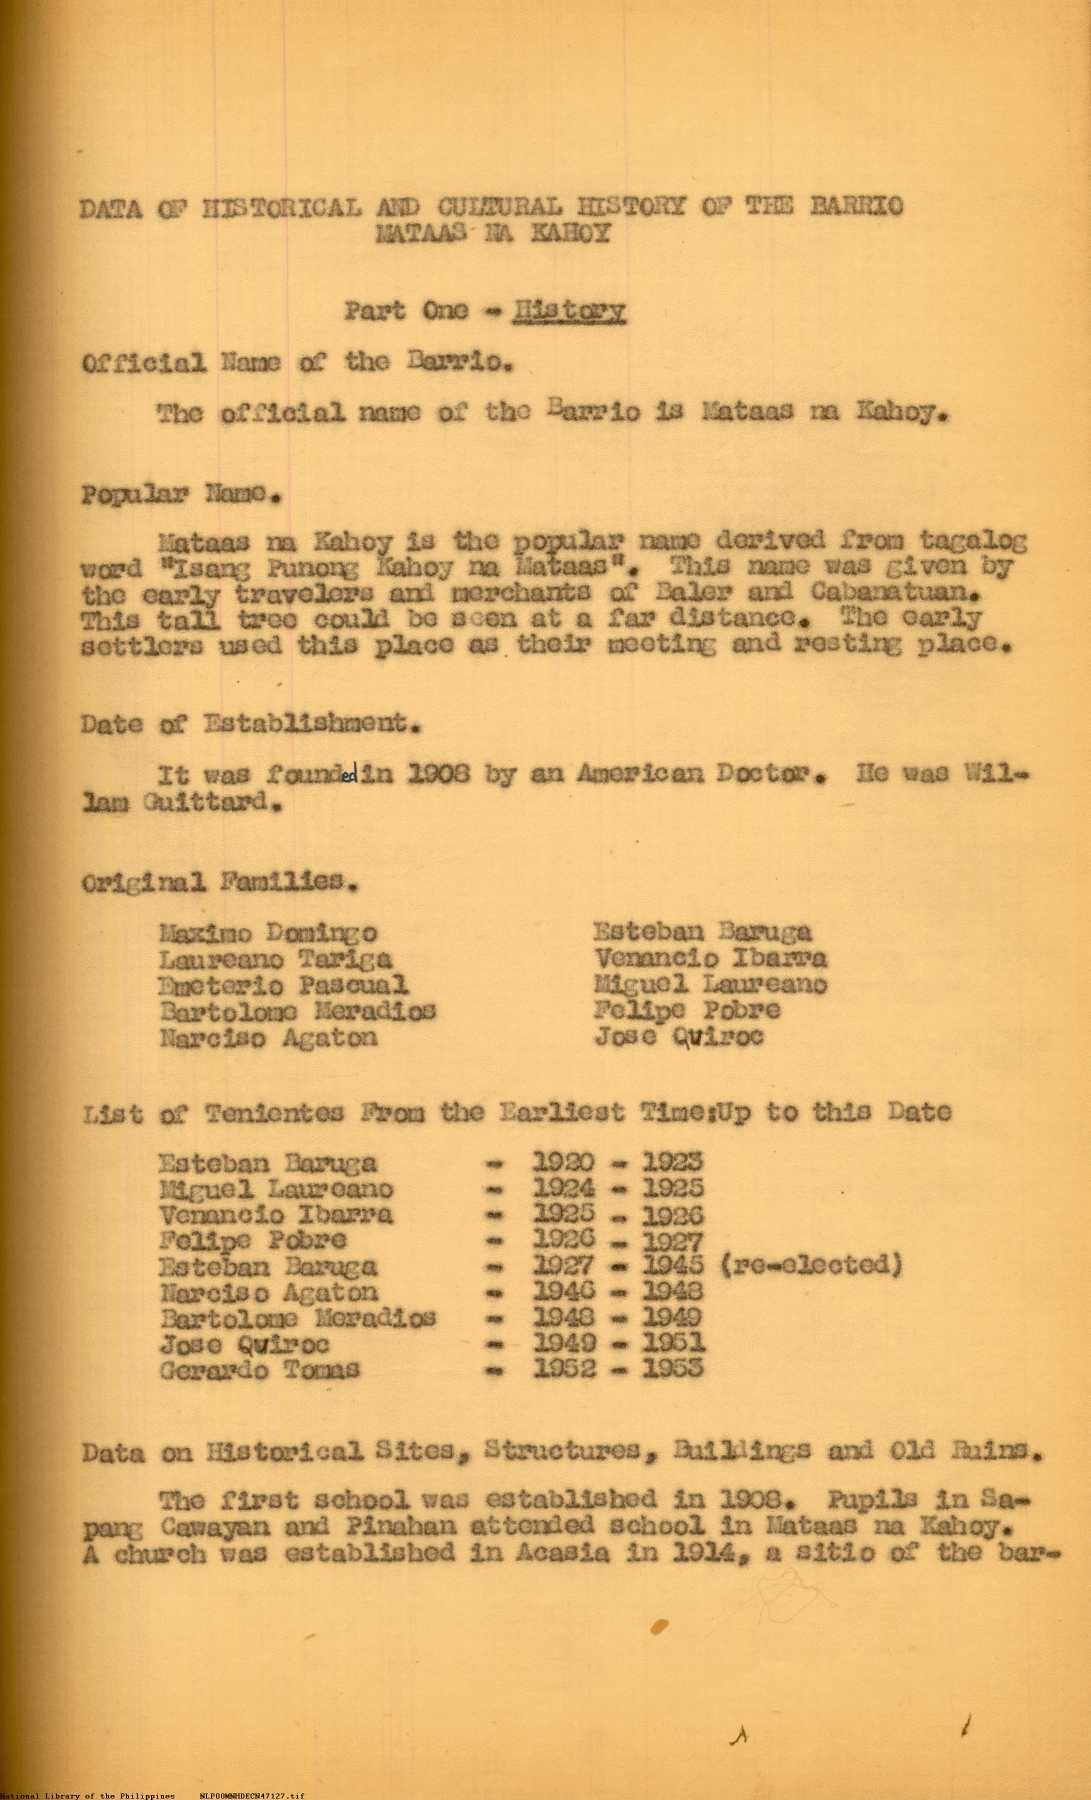 DATA OF HISTORICAL AND CULTURAL HISTORY OF THE BARRIO
MATAAS NA KAHOY
Part One - History
Official Name of the Barrio.
The official name of the Barrio is Mataas na Kahoy.
Popular Name.
Mataas na Kahoy is the popular name derived from tagalog
word "Isang Punong Kahoy na Mataas". This name was given by
the early travelers and merchants of Baler and Cabanatuan.
This tall tree could be seen at a far distance. The early
settlers used this place as their meeting and resting place.
Date of Establishment.
It was founded in 1908 by an American Doctor. He was Wil-
lam Guittard.
Original Families.
Maximo Domingo Esteban Baruga
Laureano Tariga Venancio Ibarra
Emeterio Pascual Miguel Laureano
Bartolome Meradios Felipe Pobre
Narciso Agaton Jose Quiroc
List of Tenientes From the Earliest Time:Up to this Date
Esteban Baruga - 1920 - 1923
Miguel Laureano - 1924 - 1925
Venancio Ibarra - 1925 - 1926
Felipe Pobre - 1926 - 1927
Esteban Baruga - 1927 - 1945 (re-elected)
Narciso Agaton - 1946 - 1948
Bartolome Meradios - 1948 - 1949
Jose Quiroc - 1949 - 1951
Gerardo Tomas - 1952 - 1953
Data on Historical Sites, Structures, Buildings and Old Ruins.
The first school was established in 1908. Pupils in Sa-
pang Cawayan and Pinahan attended school in Mataas na Kahoy.
A church was established in Acasia in 1914, a sitio of the bar-
National Library of the Philippines NLPOOMNHDECN47127.tif